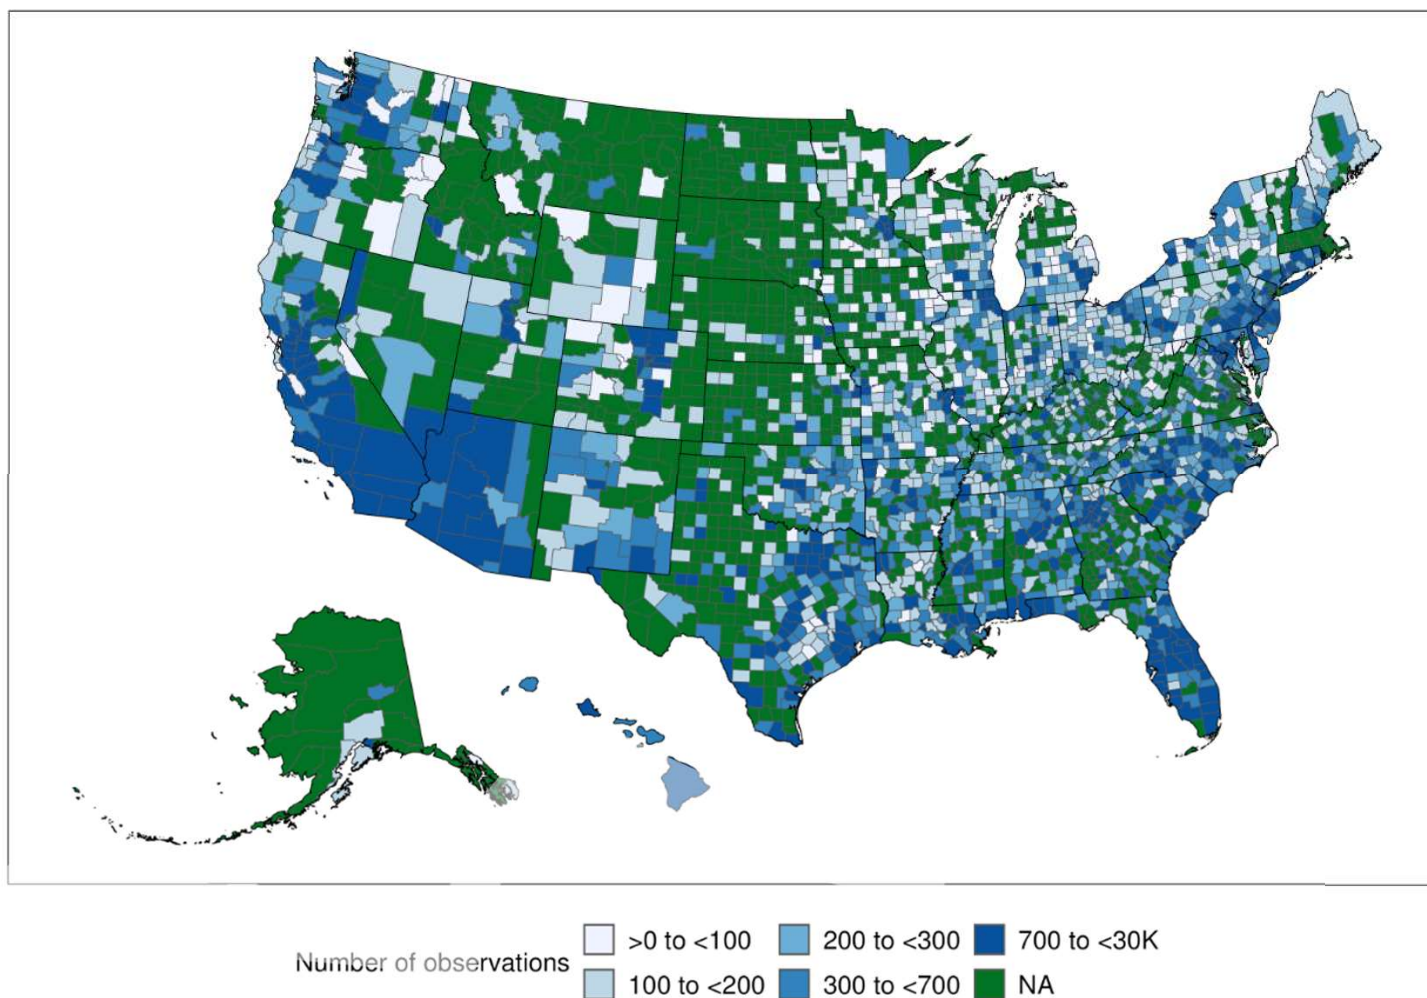 Number of observations
>0 to <100
200 to <300
700 to <30K
100 to <200
300 to <700
NA